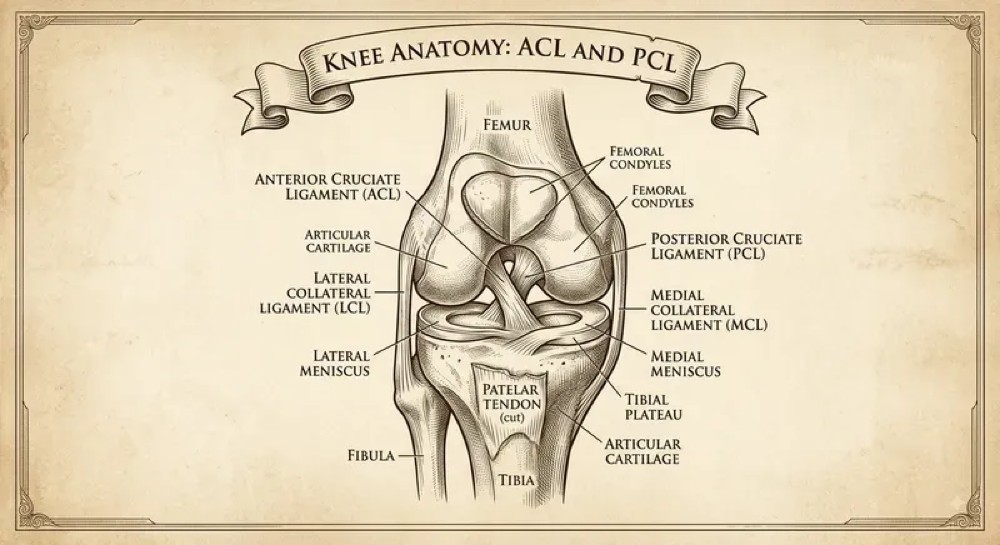 KNEE ANATOMY: ACL AND PCL
FEMUR
FEMORAL
CONDYLES
ANTERIOR CRUCIATE
LIGAMENT (ACL)
FEMORAL
CONDYLES
ARTICULAR
CARTILAGE
POSTERIOR CRUCIATE
LIGAMENT (PCL)
LATERAL
COLLATERAL
LIGAMENT (LCL)
MEDIAL
COLLATERAL
LIGAMENT (MCL)
LATERAL
MENISCUS
MEDIAL
MENISCUS
PATELAR
TENDON
(cut)
TIBIAL
PLATEAU
ARTICULAR
CARTILAGE
FIBULA
TIBIA